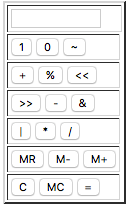 1 0 ~
+ % <<
>> - &
| * /
MR M- M+
C MC =